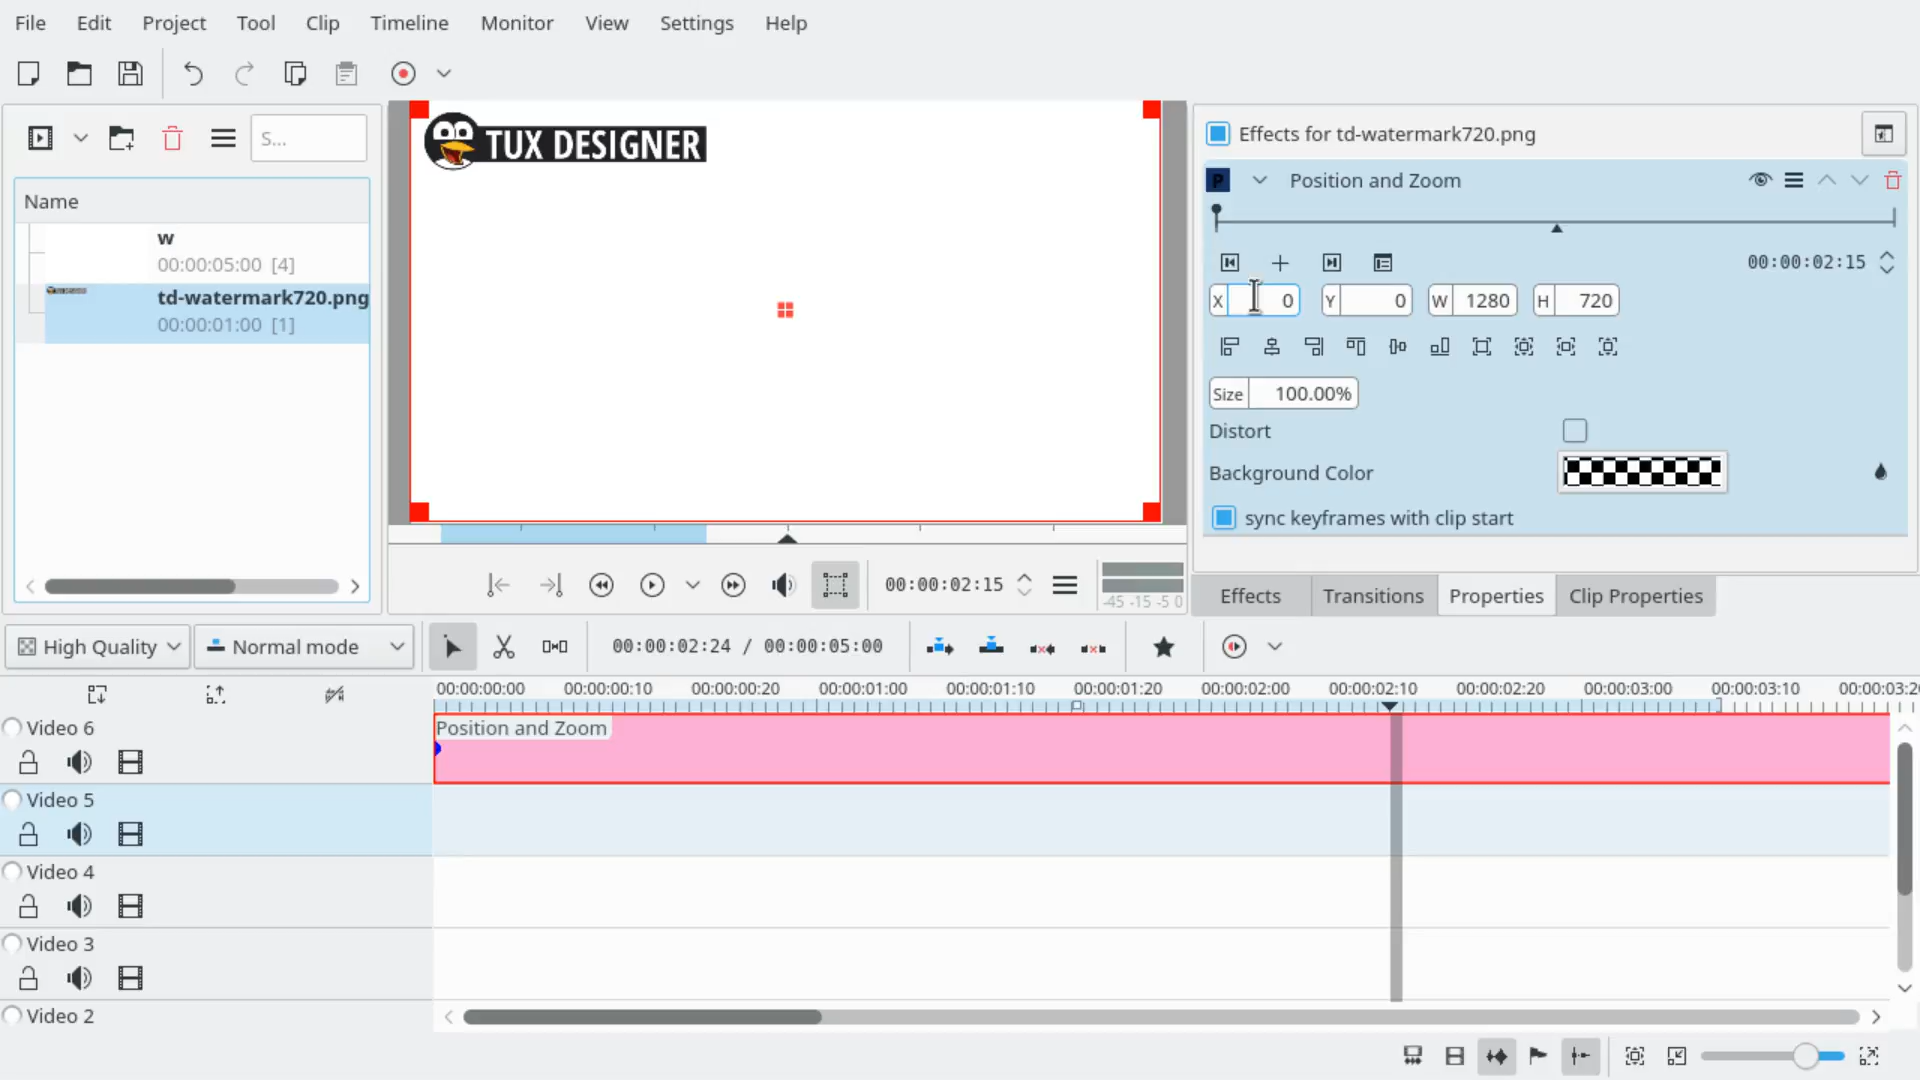 File Edit Project Tool Clip Timeline Monitor View Settings Help
S...
Name
w
00:00:05:00 [4]
td-watermark720.png
00:00:01:00 [1]
TUX DESIGNER
00:00:02:15
-45 -15 -5 0
Effects for td-watermark720.png
P Position and Zoom
00:00:02:15
X 0 Y 0 W 1280 H 720
Size 100.00%
Distort
Background Color
sync keyframes with clip start
Effects Transitions Properties Clip Properties
High Quality Normal mode 00:00:02:24 / 00:00:05:00
00:00:00:00 00:00:00:10 00:00:00:20 00:00:01:00 00:00:01:10 00:00:01:20 00:00:02:00 00:00:02:10 00:00:02:20 00:00:03:00 00:00:03:10 00:00:03:20
Video 6
Position and Zoom
Video 5
Video 4
Video 3
Video 2